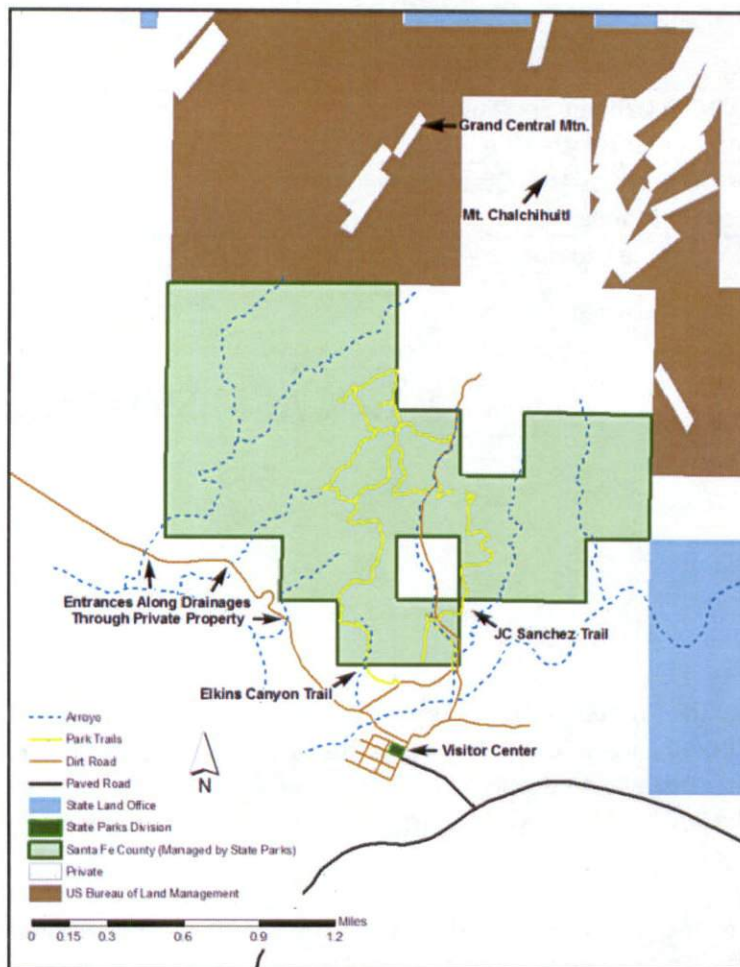 Grand Central Mtn.
Mt. Chalchihuitl
Entrances Along Drainages
Through Private Property
JC Sanchez Trail
Elkins Canyon Trail
Visitor Center
N
Arroyo
Park Trails
Dirt Road
Paved Road
State Land Office
State Parks Division
Santa Fe County (Managed by State Parks)
Private
US Bureau of Land Management
Miles
0 0.15 0.3 0.6 0.9 1.2